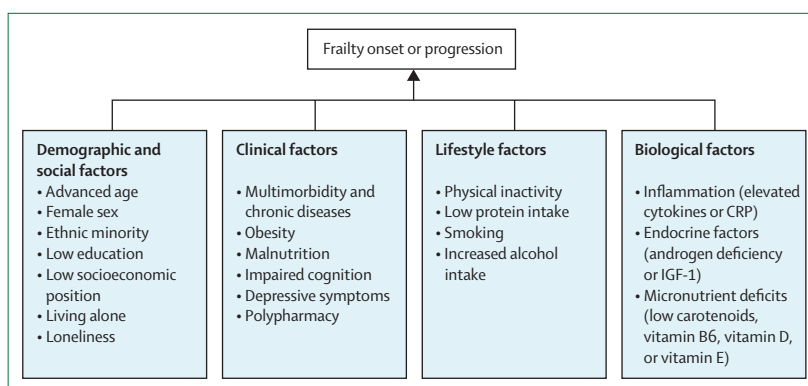 Frailty onset or progression
Demographic and
social factors
• Advanced age
• Female sex
• Ethnic minority
• Low education
• Low socioeconomic
position
• Living alone
• Loneliness
Clinical factors
• Multimorbidity and
chronic diseases
• Obesity
• Malnutrition
• Impaired cognition
• Depressive symptoms
• Polypharmacy
Lifestyle factors
• Physical inactivity
• Low protein intake
• Smoking
• Increased alcohol
intake
Biological factors
• Inflammation (elevated
cytokines or CRP)
• Endocrine factors
(androgen deficiency
or IGF-1)
• Micronutrient deficits
(low carotenoids,
vitamin B6, vitamin D,
or vitamin E)